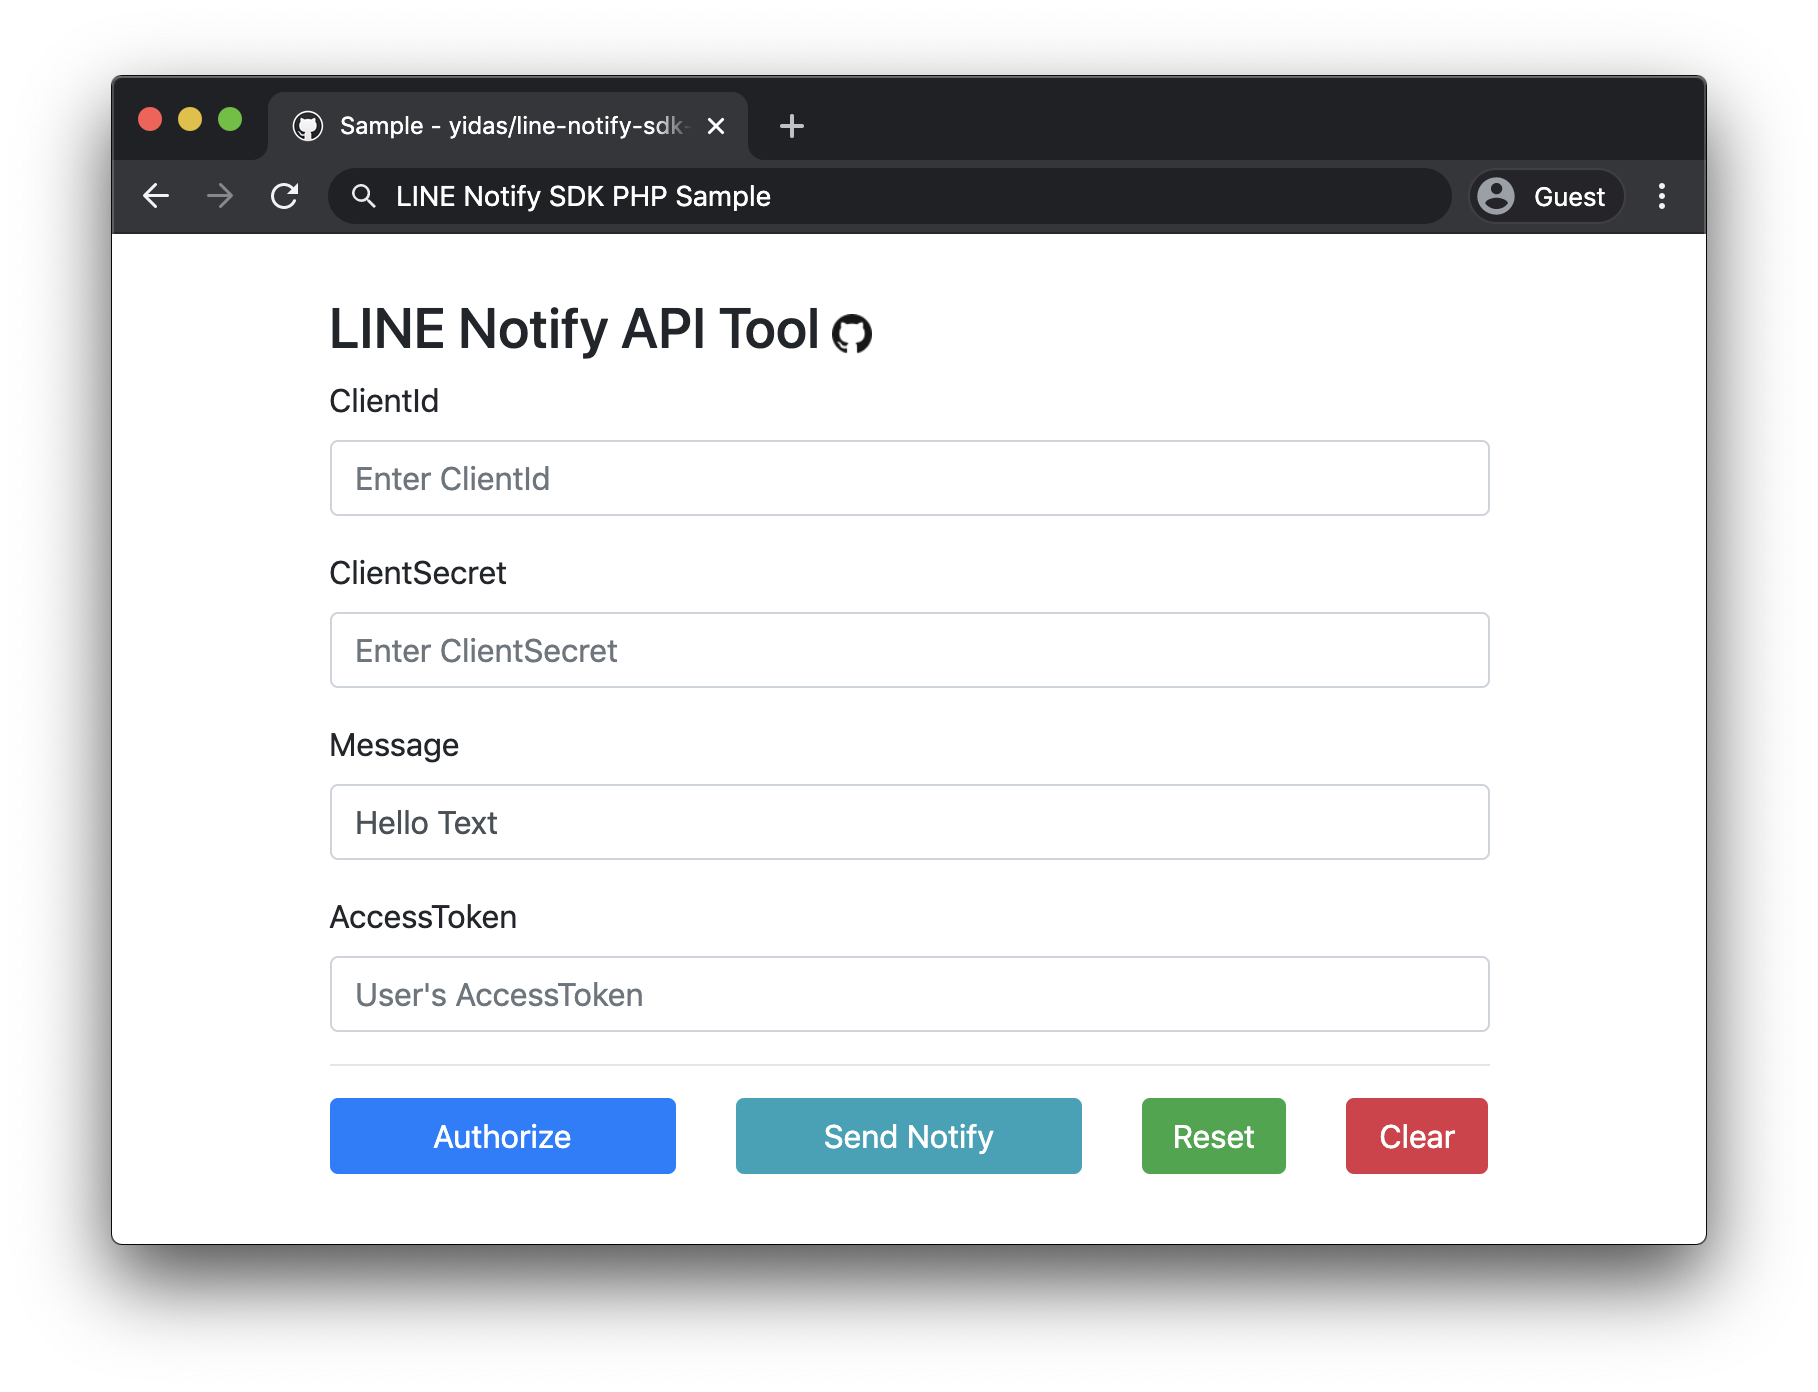 Sample - yidas/line-notify-sdk-
LINE Notify SDK PHP Sample
Guest
LINE Notify API Tool
ClientId
Enter ClientId
ClientSecret
Enter ClientSecret
Message
Hello Text
AccessToken
User's AccessToken
Authorize
Send Notify
Reset
Clear